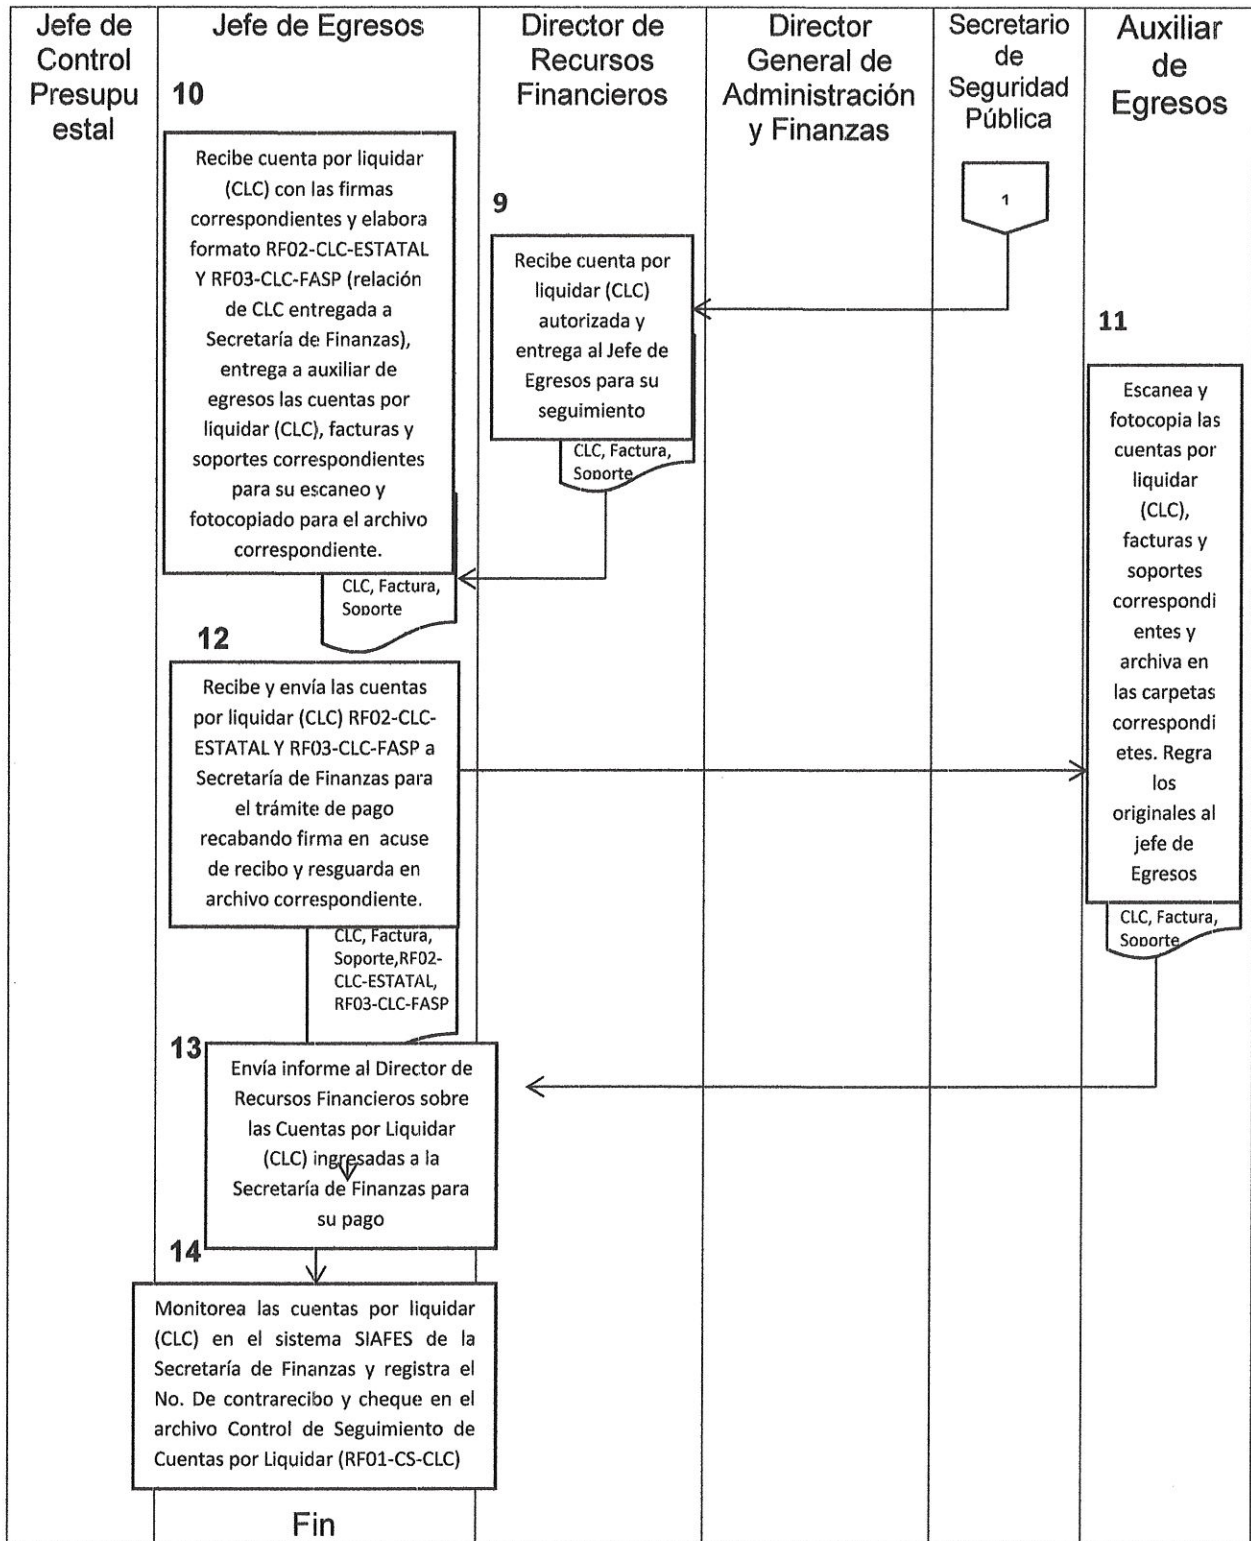 Jefe de
Control
Presupu
estal
Jefe de Egresos
Director de
Recursos
Financieros
Director
General de
Administración
y Finanzas
Secretario
de
Seguridad
Pública
Auxiliar
de
Egresos
1
9
Recibe cuenta por
liquidar (CLC)
autorizada y
entrega al Jefe de
Egresos para su
seguimiento
CLC, Factura,
Soporte
10
Recibe cuenta por liquidar
(CLC) con las firmas
correspondientes y elabora
formato RF02-CLC-ESTATAL
Y RF03-CLC-FASP (relación
de CLC entregada a
Secretaría de Finanzas),
entrega a auxiliar de
egresos las cuentas por
liquidar (CLC), facturas y
soportes correspondientes
para su escaneo y
fotocopiado para el archivo
correspondiente.
CLC, Factura,
Soporte
11
Escanea y
fotocopia las
cuentas por
liquidar
(CLC),
facturas y
soportes
correspondi
entes y
archiva en
las carpetas
correspondi
etes. Regra
los
originales al
jefe de
Egresos
CLC, Factura,
Soporte
12
Recibe y envía las cuentas
por liquidar (CLC) RF02-CLC-
ESTATAL Y RF03-CLC-FASP a
Secretaría de Finanzas para
el trámite de pago
recabando firma en acuse
de recibo y resguarda en
archivo correspondiente.
CLC, Factura,
Soporte,RF02-
CLC-ESTATAL,
RF03-CLC-FASP
13
Envía informe al Director de
Recursos Financieros sobre
las Cuentas por Liquidar
(CLC) ingresadas a la
Secretaría de Finanzas para
su pago
14
Monitorea las cuentas por liquidar
(CLC) en el sistema SIAFES de la
Secretaría de Finanzas y registra el
No. De contrarecibo y cheque en el
archivo Control de Seguimiento de
Cuentas por Liquidar (RF01-CS-CLC)
Fin